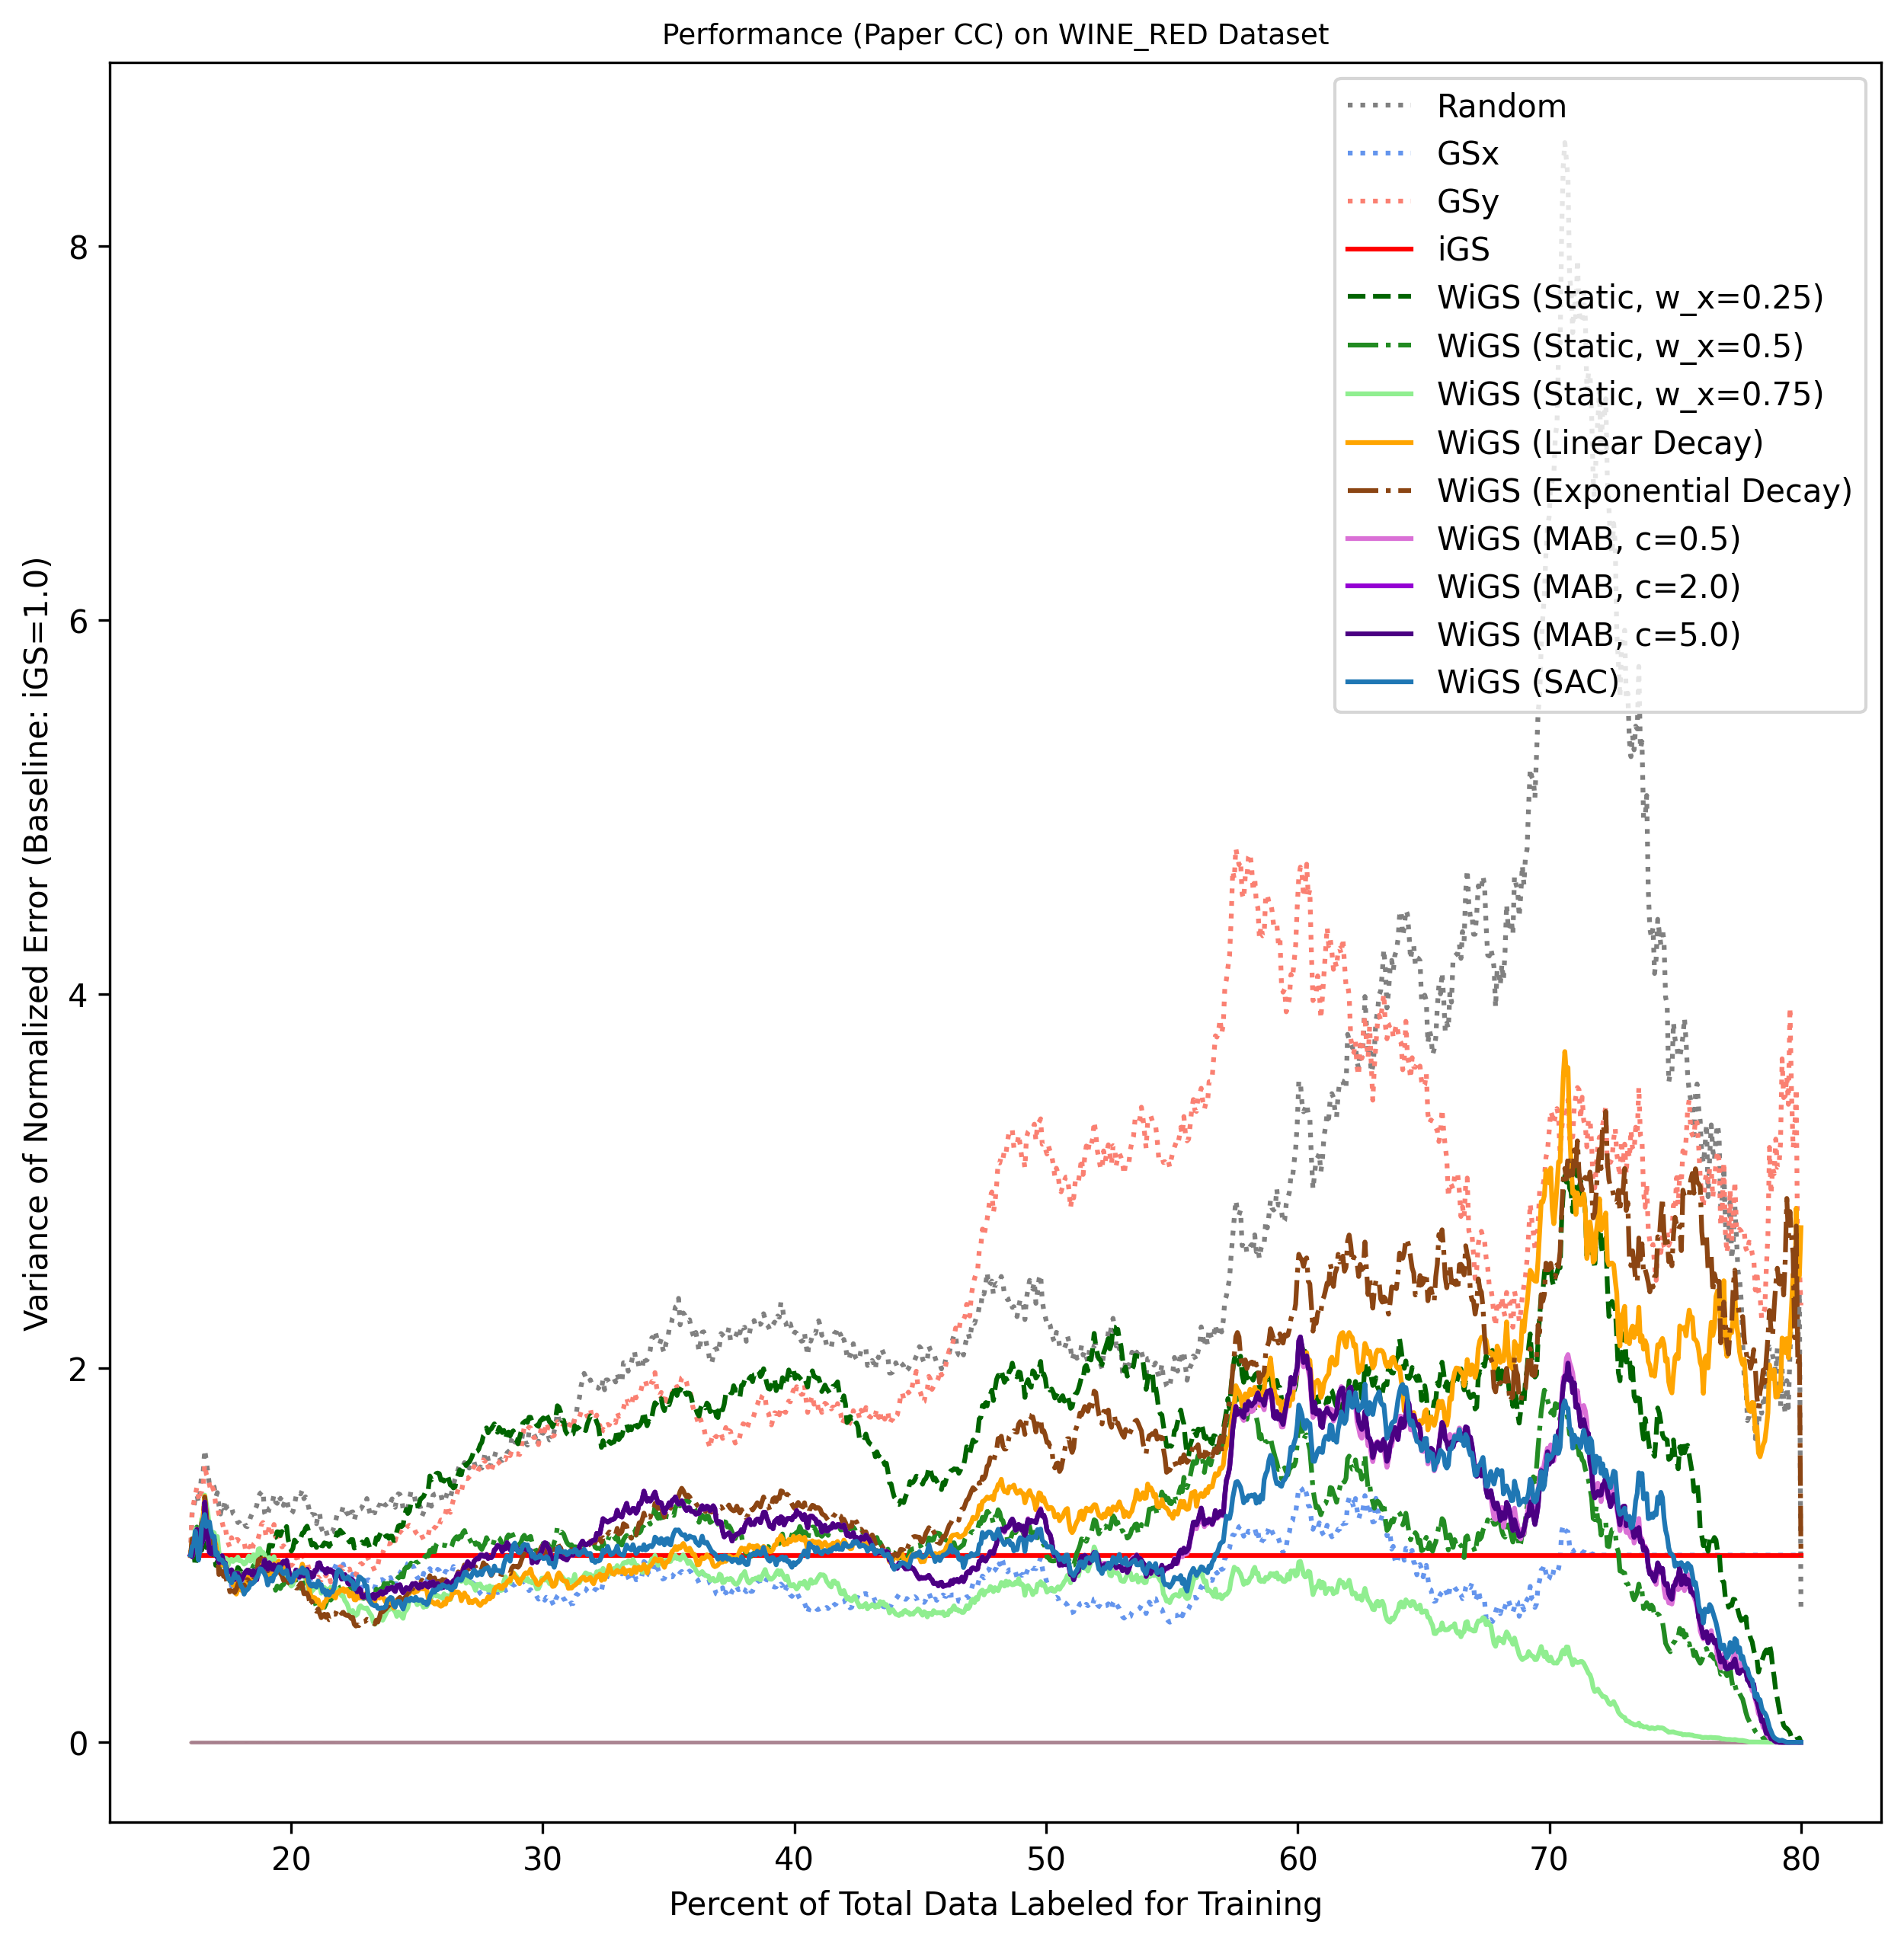 Performance (Paper CC) on WINE_RED Dataset
Variance of Normalized Error (Baseline: iGS=1.0)
8
6
4
2
0
Random
GSx
GSy
iGS
WiGS (Static, w_x=0.25)
WiGS (Static, w_x=0.5)
WiGS (Static, w_x=0.75)
WiGS (Linear Decay)
WiGS (Exponential Decay)
WiGS (MAB, c=0.5)
WiGS (MAB, c=2.0)
WiGS (MAB, c=5.0)
WiGS (SAC)
20 30 40 50 60 70 80
Percent of Total Data Labeled for Training